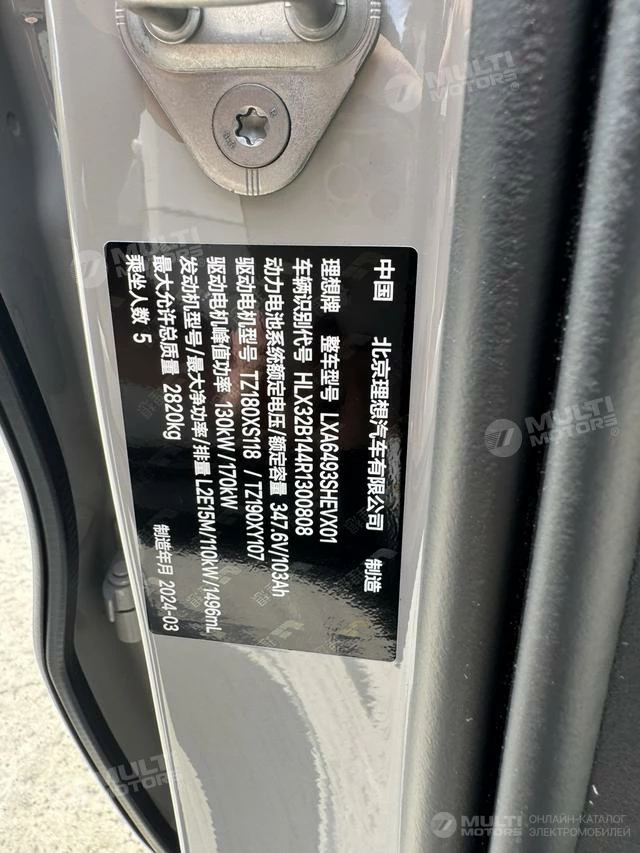 中国 北京理想汽车有限公司 制造
理想牌 整车型号 LXA6493SHEVX01
车辆识别代号 HLX32B144R1300808
动力电池系统额定电压/额定容量 347.6V/103Ah
驱动电机型号 TZ180XS118 / TZ190XY107
驱动电机峰值功率 130kW/170kW
发动机型号/最大净功率/排量 L2E15M/110kW/1496mL
最大允许总质量 2820kg
乘坐人数 5 制造年月 2024-03
MULTI MOTORS
MULTI MOTORS
MULTI MOTORS
MULTI MOTORS
MULTI MOTORS
MULTI MOTORS ОНЛАЙН-КАТАЛОГ
ЭЛЕКТРОМОБИЛЕЙ